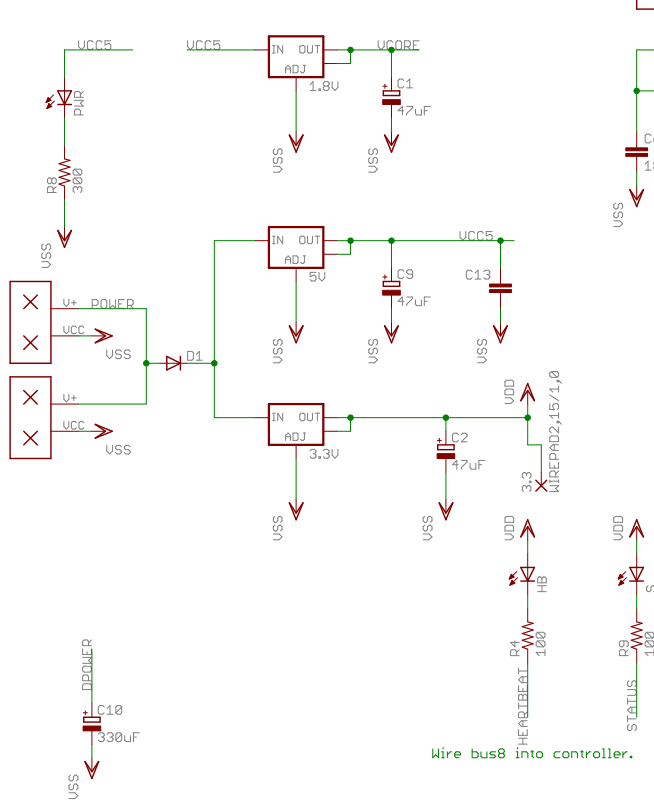 VCC5
VCC5
IN OUT
ADJ
1.8V
VCORE
C1
47uF
VSS
VSS
PWR
R8
300
VSS
VSS
IN OUT
ADJ
5V
VCC5
C9
47uF
C13
VSS
VSS
VSS
V+
POWER
VCC
VSS
D1
V+
VCC
VSS
IN OUT
ADJ
3.3V
C2
47uF
VSS
VSS
VDD
3.3
WIREPAD2,15/1,0
VDD
HB
R4
100
HEARTBEAT
VDD
R9
100
STATUS
DPOWER
C10
330uF
VSS
Wire bus8 into controller.